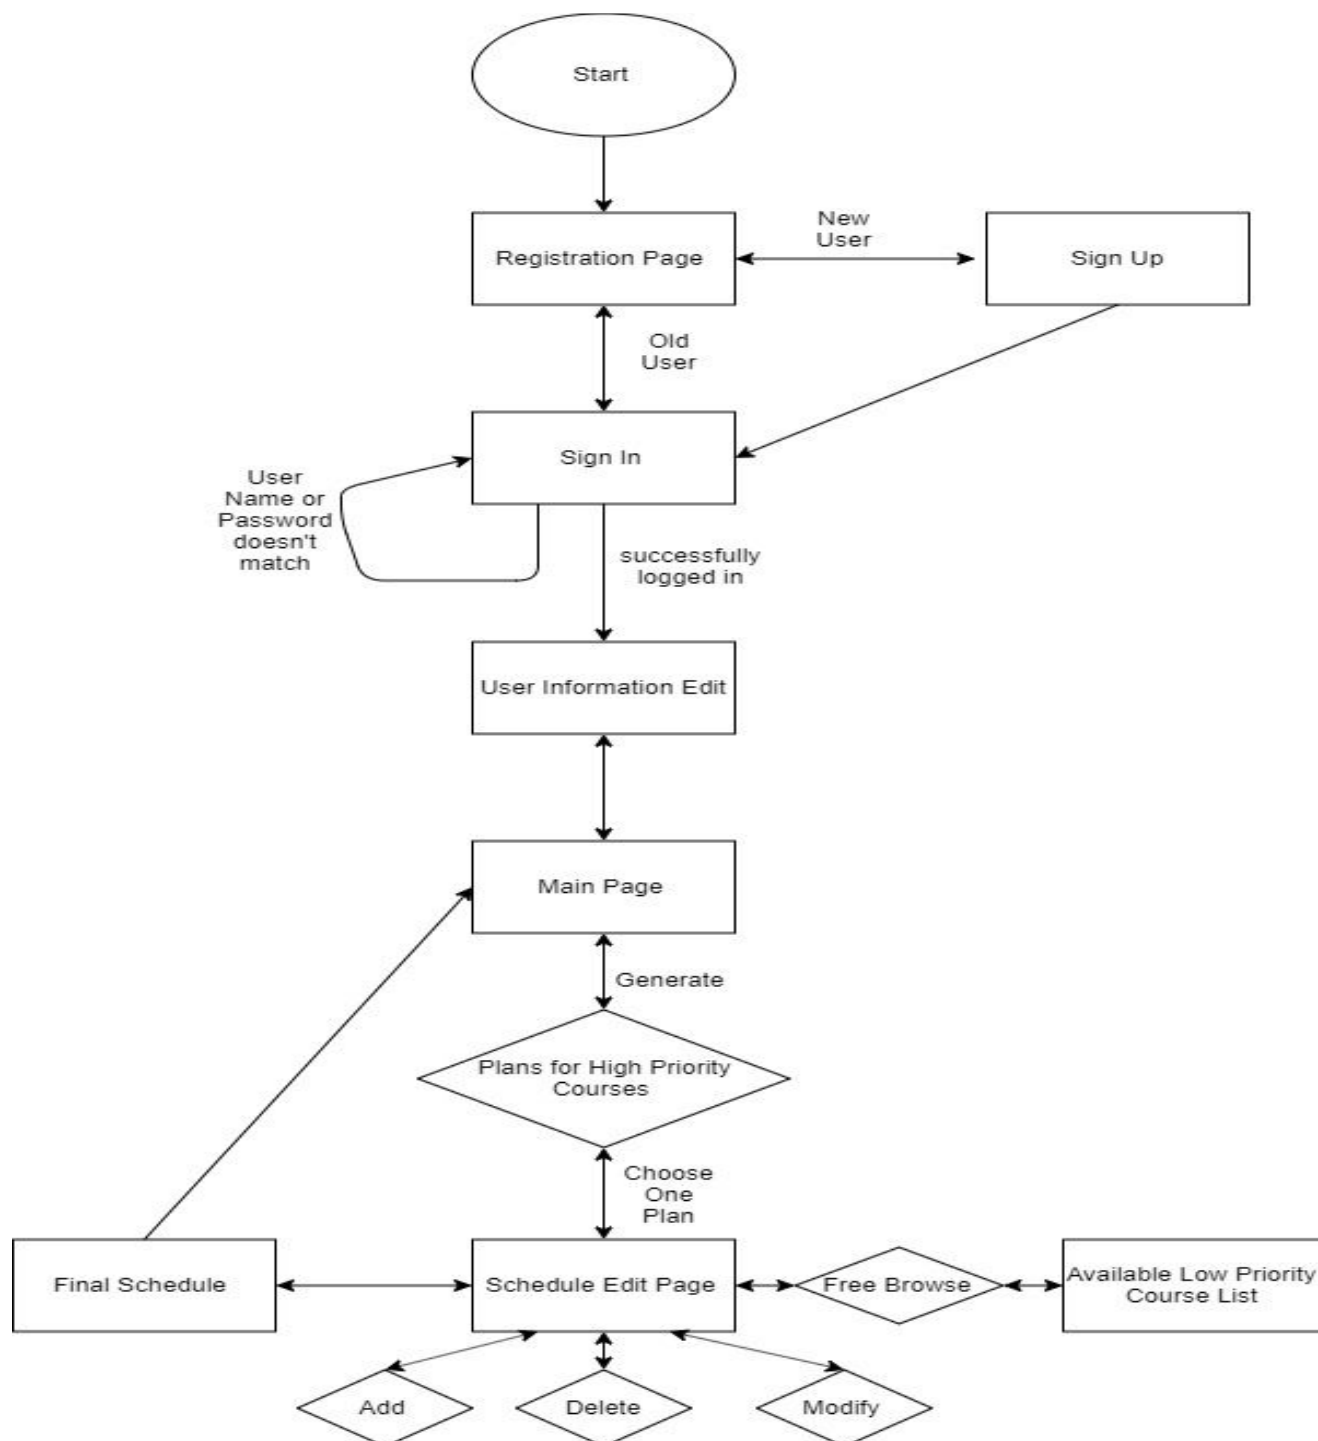 Start
Registration Page
New
User
Sign Up
Old
User
Sign In
User
Name or
Password
doesn't
match
successfully
logged in
User Information Edit
Main Page
Generate
Plans for High Priority
Courses
Choose
One
Plan
Final Schedule
Schedule Edit Page
Free Browse
Available Low Priority
Course List
Add
Delete
Modify